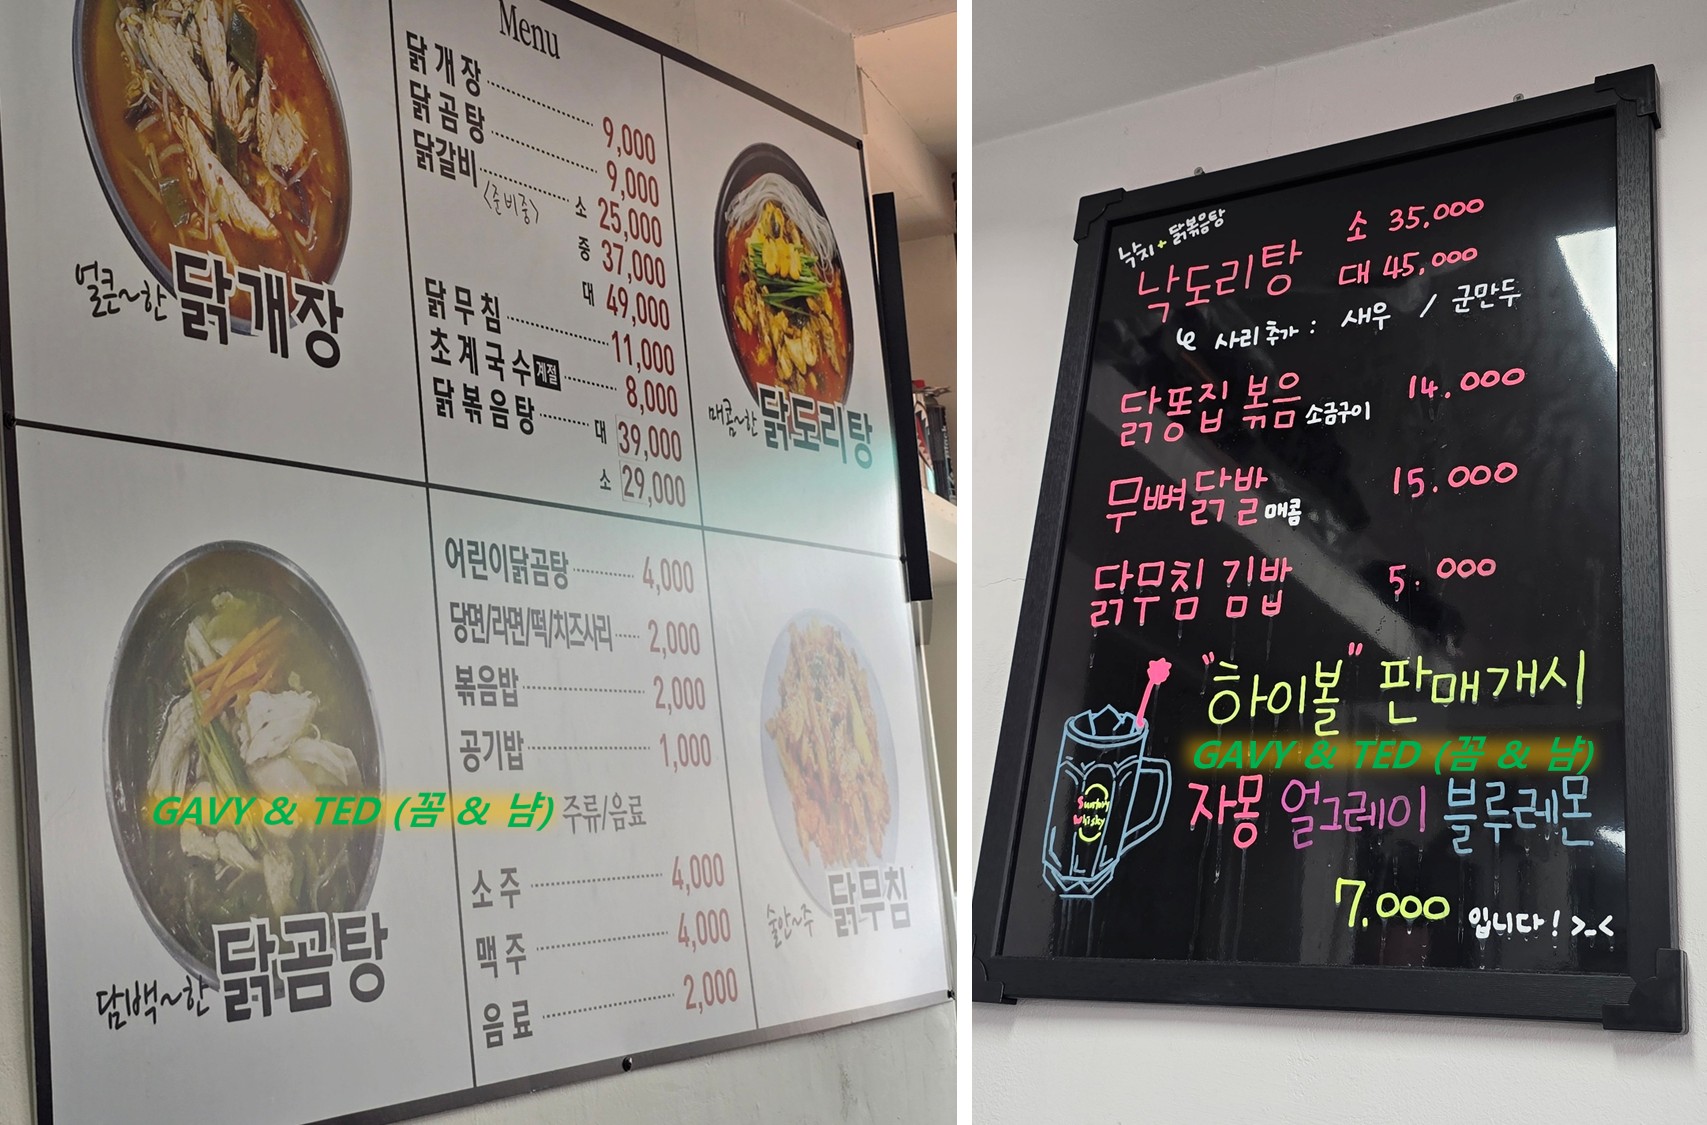 Menu
닭개장 9,000
닭곰탕 9,000
닭갈비 소 25,000
<준비중>
중 37,000
대 49,000
닭무침 11,000
초계국수 계절 8,000
닭볶음탕 대 39,000
소 29,000
얼큰~한 닭개장
매콤~한 닭도리탕
어린이닭곰탕 4,000
당면/라면/떡/치즈사리 2,000
볶음밥 2,000
공기밥 1,000
주류/음료
소주 4,000
맥주 4,000
음료 2,000
담백~한 닭곰탕
술안~주 닭무침
GAVY & TED (꼼 & 냠)
낙지+닭볶음탕
낙도리탕 소 35.000
대 45.000
사리추가 : 새우 / 군만두
닭똥집 볶음 소금구이 14.000
무뼈닭발 매콤 15.000
닭무침 김밥 5.000
"하이볼" 판매개시
GAVY & TED (꼼 & 냠)
자몽 얼그레이 블루레몬
Suntory
Whisky
7.000 입니다! >_<